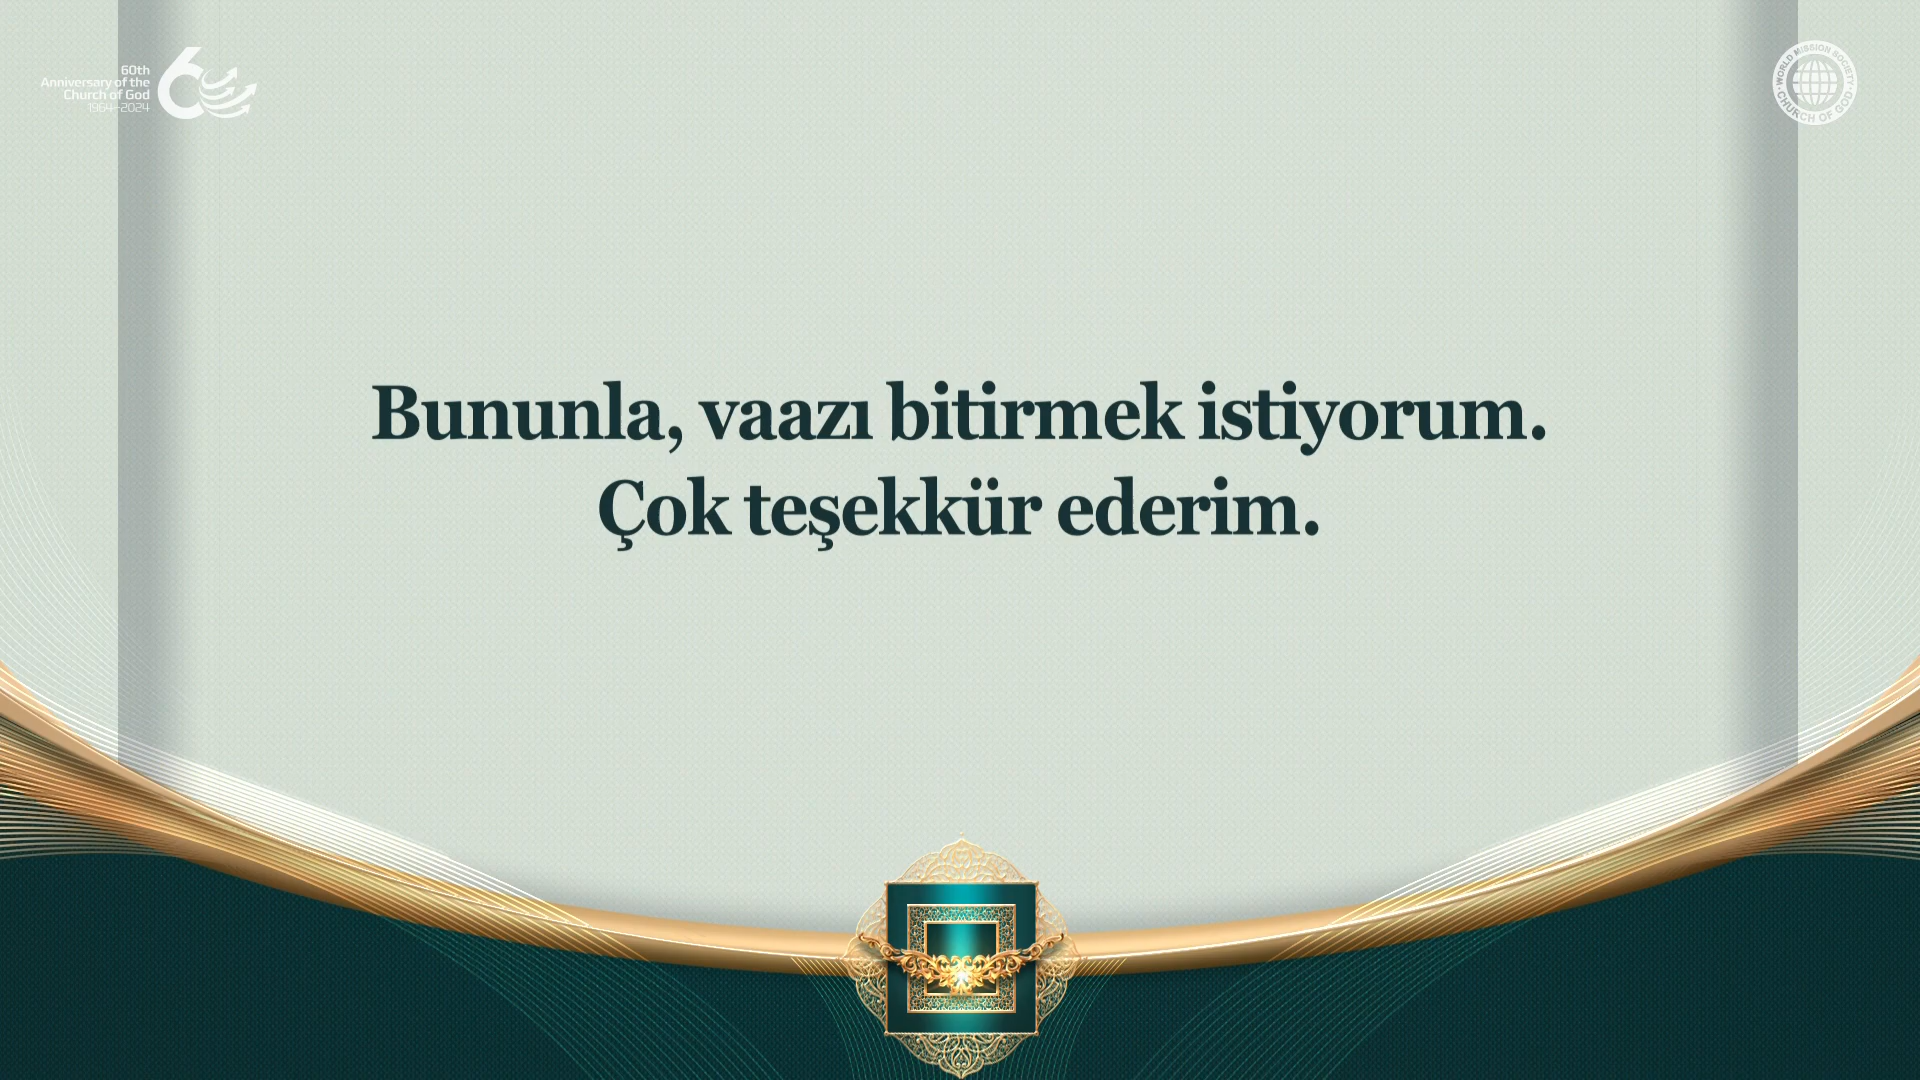 60th
Anniversary of the
Church of God
1964–2024
WORLD MISSION SOCIETY
CHURCH OF GOD
Bununla, vaazı bitirmek istiyorum.
Çok teşekkür ederim.